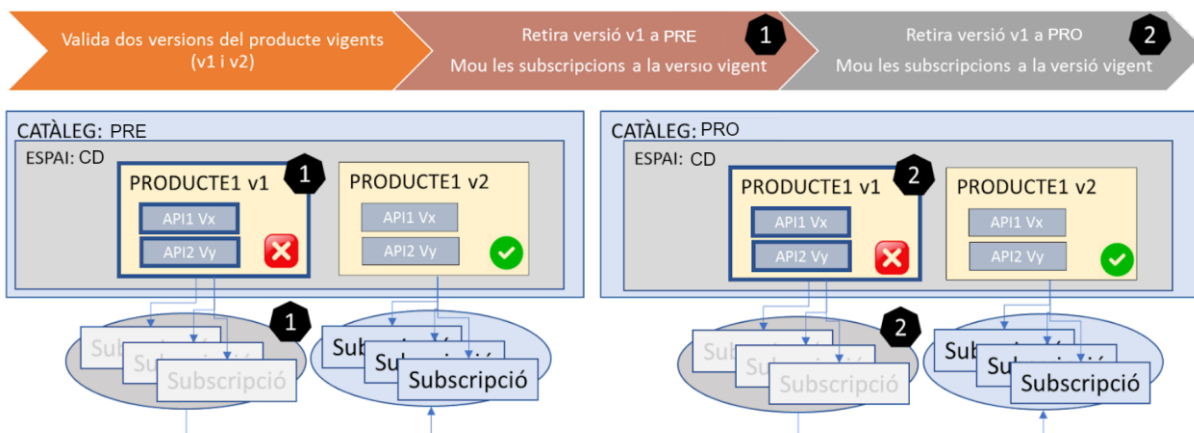 Valida dos versions del producte vigents
(v1 i v2)
Retira versió v1 a PRE
Mou les subscripcions a la versió vigent
1
Retira versió v1 a PRO
Mou les subscripcions a la versió vigent
2
CATÀLEG: PRE
ESPAI: CD
PRODUCTE1 v1
1
API1 Vx
API2 Vy
PRODUCTE1 v2
API1 Vx
API2 Vy
1
Subscripció
Subscripció
CATÀLEG: PRO
ESPAI: CD
PRODUCTE1 v1
2
API1 Vx
API2 Vy
PRODUCTE1 v2
API1 Vx
API2 Vy
2
Subscripció
Subscripció